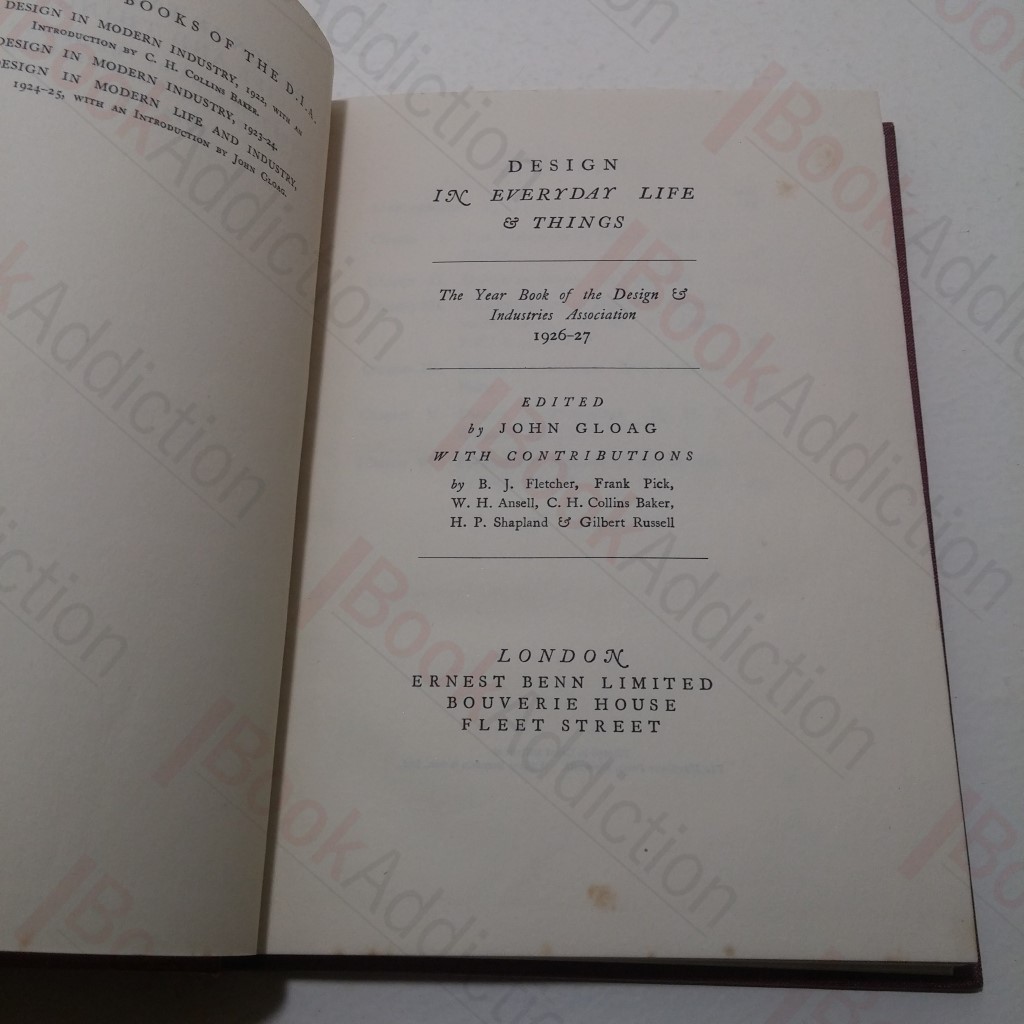 BOOKS OF THE D.I.A.
DESIGN IN MODERN INDUSTRY, 1922, WITH AN
INTRODUCTION BY C. H. COLLINS BAKER.
DESIGN IN MODERN INDUSTRY, 1923-24.
DESIGN IN MODERN LIFE AND INDUSTRY,
1924-25, WITH AN INTRODUCTION BY JOHN GLOAG.
DESIGN
IN EVERYDAY LIFE
& THINGS
The Year Book of the Design &
Industries Association
1926-27
EDITED
by JOHN GLOAG
WITH CONTRIBUTIONS
by B. J. Fletcher, Frank Pick,
W. H. Ansell, C. H. Collins Baker,
H. P. Shapland & Gilbert Russell
LONDON
ERNEST BENN LIMITED
BOUVERIE HOUSE
FLEET STREET
BookAddiction